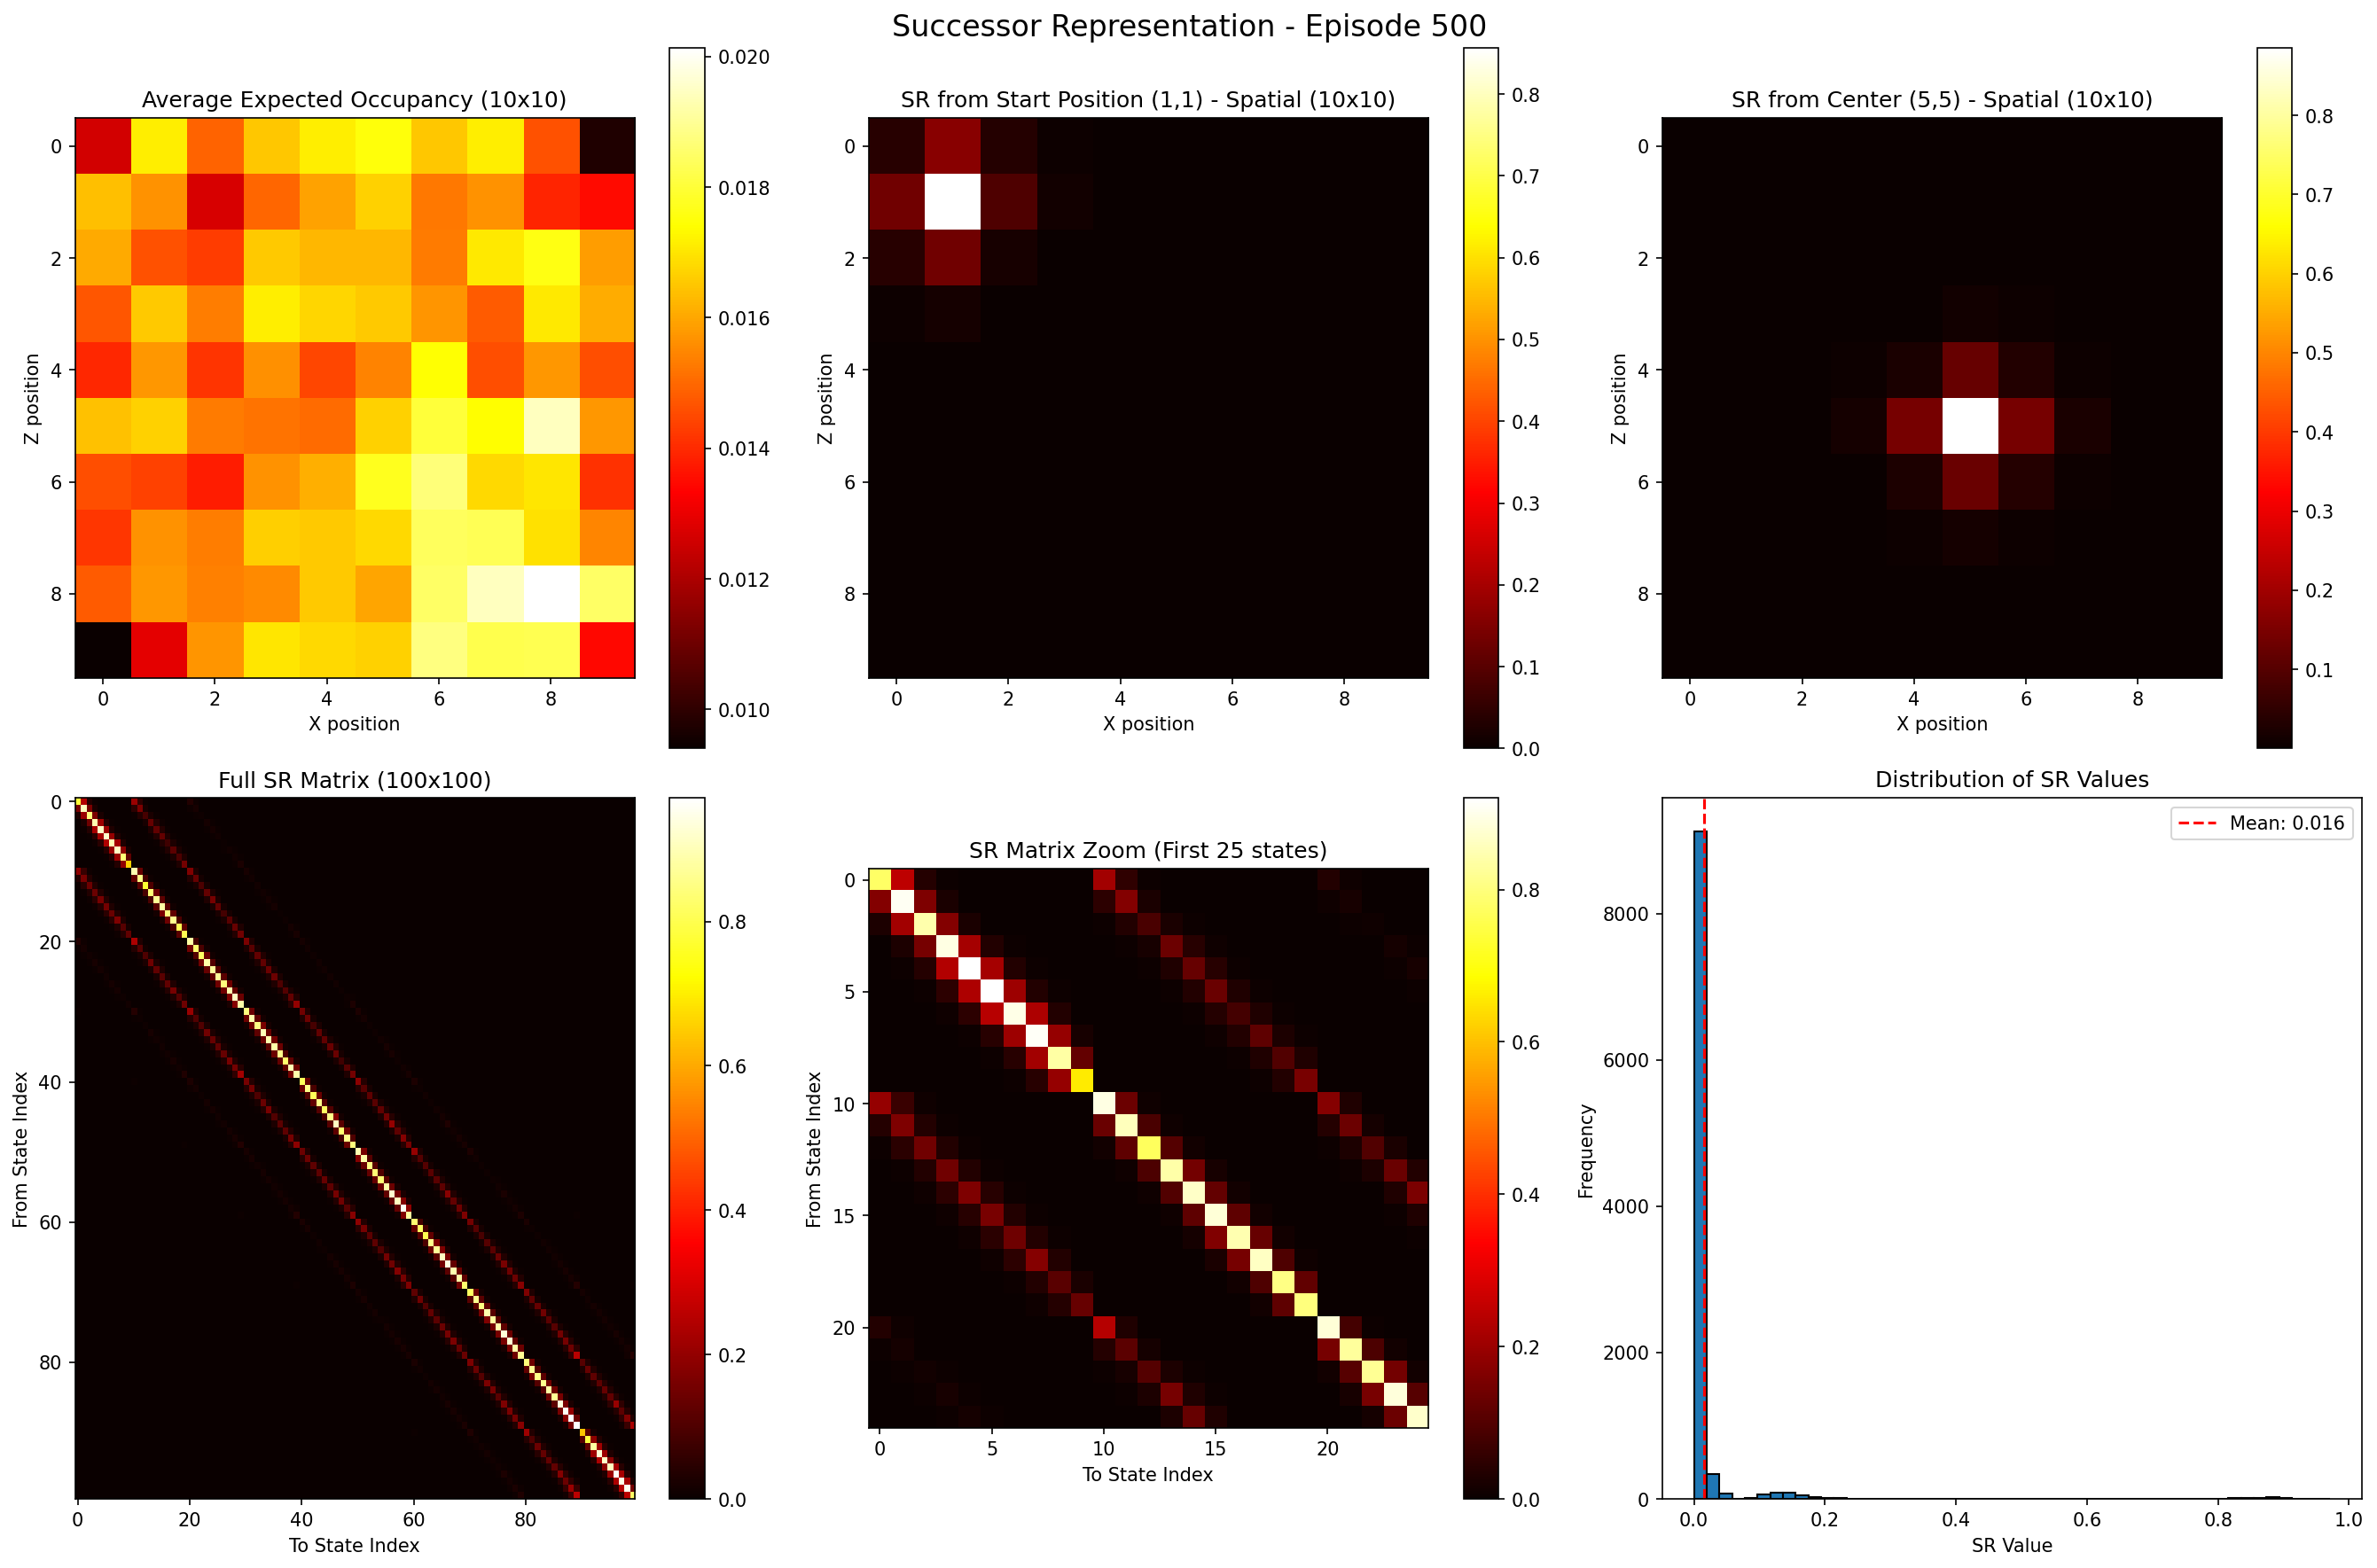 Successor Representation - Episode 500
Average Expected Occupancy (10x10)
Z position
0
2
4
6
8
0 2 4 6 8
X position
0.020
0.018
0.016
0.014
0.012
0.010
SR from Start Position (1,1) - Spatial (10x10)
Z position
0
2
4
6
8
0 2 4 6 8
X position
0.8
0.7
0.6
0.5
0.4
0.3
0.2
0.1
0.0
SR from Center (5,5) - Spatial (10x10)
Z position
0
2
4
6
8
0 2 4 6 8
X position
0.8
0.7
0.6
0.5
0.4
0.3
0.2
0.1
Full SR Matrix (100x100)
From State Index
0
20
40
60
80
0 20 40 60 80
To State Index
0.8
0.6
0.4
0.2
0.0
SR Matrix Zoom (First 25 states)
From State Index
0
5
10
15
20
0 5 10 15 20
To State Index
0.8
0.6
0.4
0.2
0.0
Distribution of SR Values
Mean: 0.016
Frequency
8000
6000
4000
2000
0
0.0 0.2 0.4 0.6 0.8 1.0
SR Value